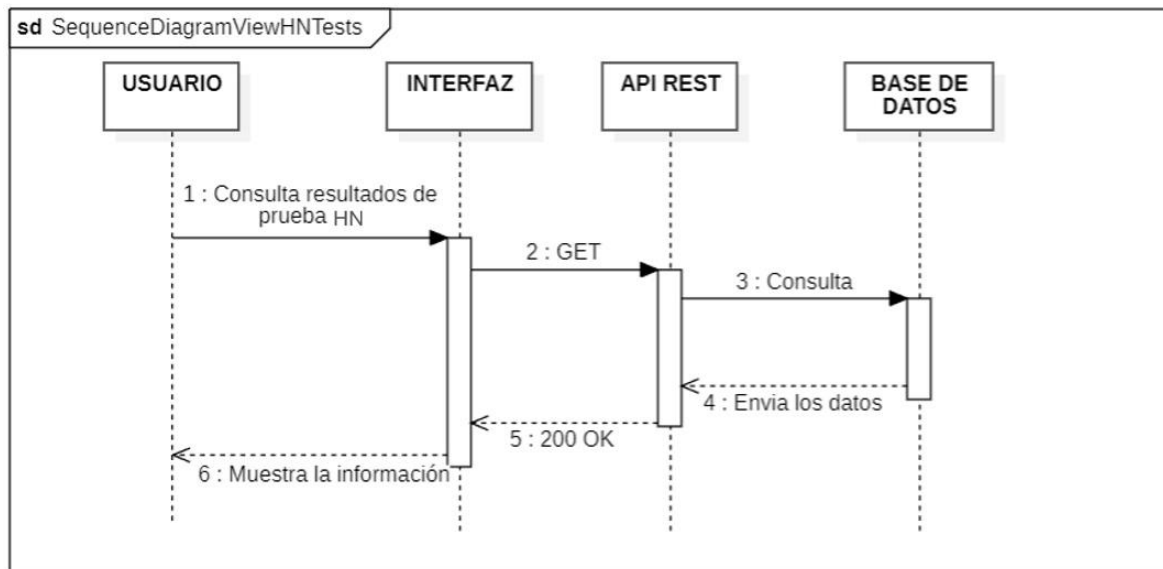 sd SequenceDiagramViewHNTests
USUARIO
INTERFAZ
API REST
BASE DE
DATOS
1 : Consulta resultados de
prueba HN
2 : GET
3 : Consulta
4 : Envia los datos
5 : 200 OK
6 : Muestra la información